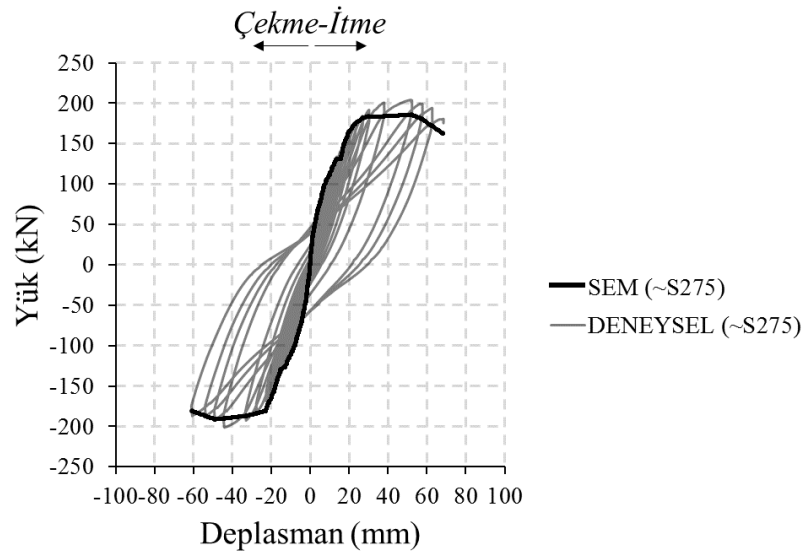 Çekme-İtme
250
200
150
100
50
0
-50
-100
-150
-200
-250
Yük (kN)
-100 -80 -60 -40 -20 0 20 40 60 80 100
Deplasman (mm)
SEM (~S275)
DENEYSEL (~S275)